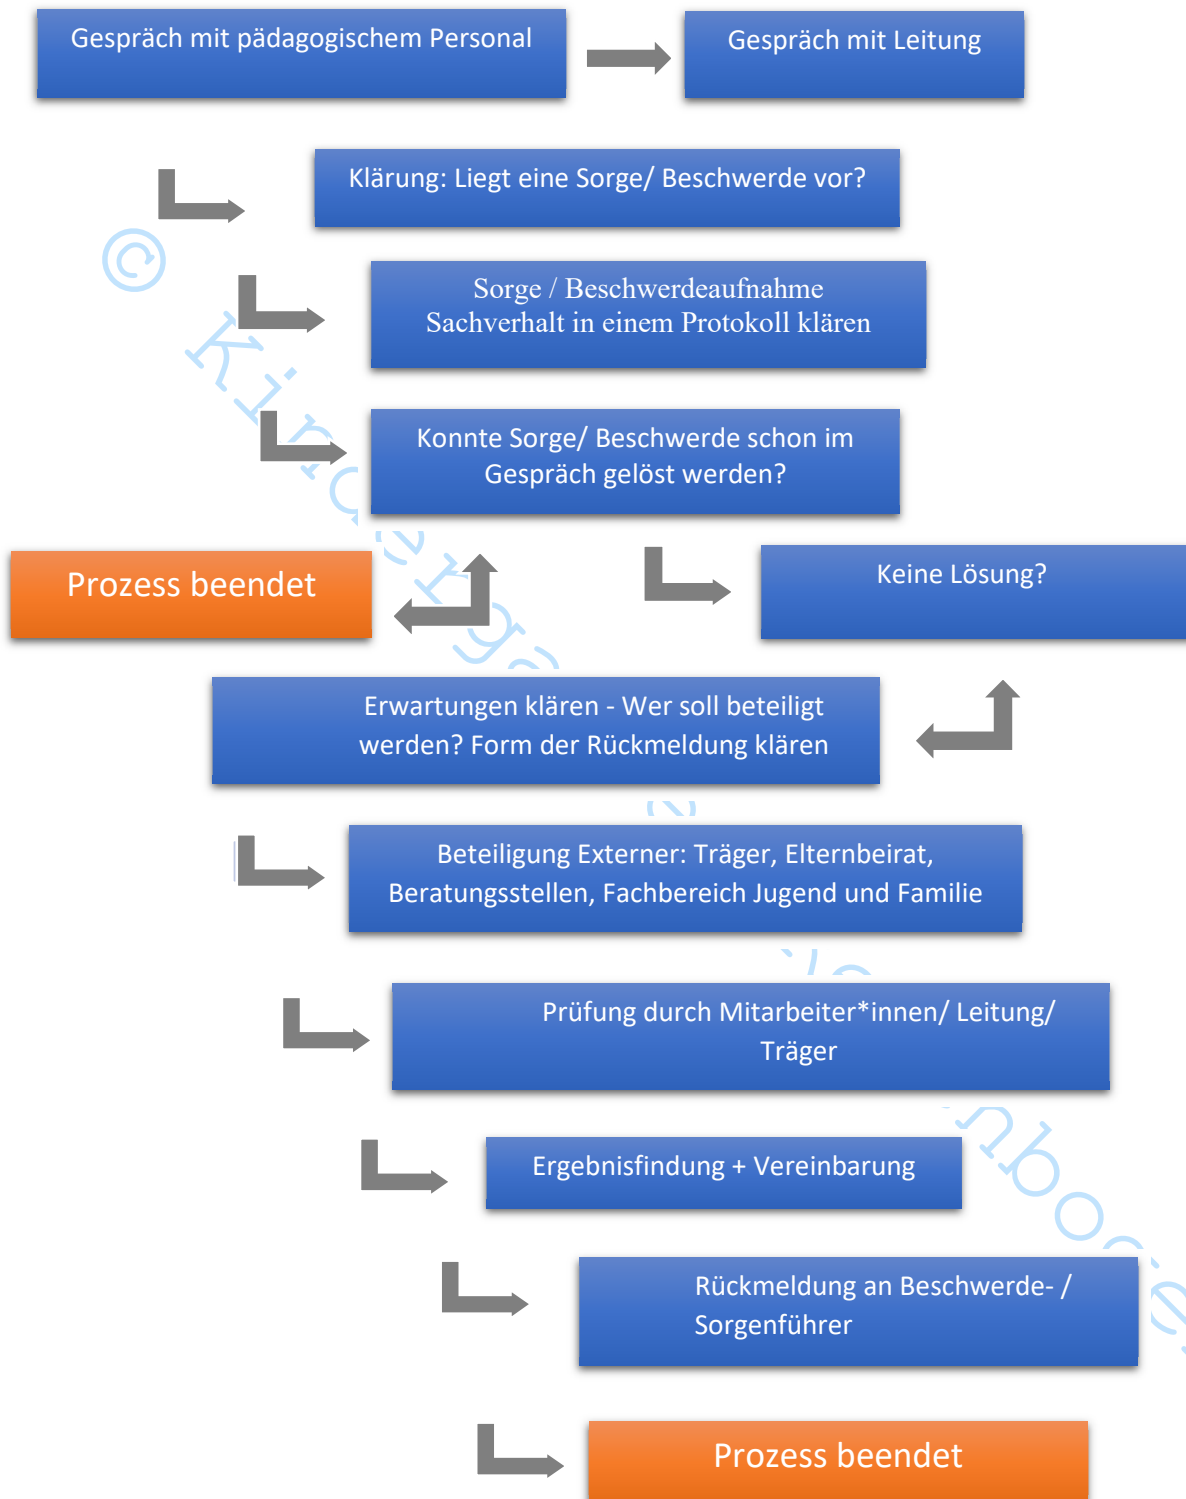 Gespräch mit pädagogischem Personal
Gespräch mit Leitung
Klärung: Liegt eine Sorge/ Beschwerde vor?
Sorge / Beschwerdeaufnahme
Sachverhalt in einem Protokoll klären
Konnte Sorge/ Beschwerde schon im
Gespräch gelöst werden?
Prozess beendet
Keine Lösung?
Erwartungen klären - Wer soll beteiligt
werden? Form der Rückmeldung klären
Beteiligung Externer: Träger, Elternbeirat,
Beratungsstellen, Fachbereich Jugend und Familie
Prüfung durch Mitarbeiter*innen/ Leitung/
Träger
Ergebnisfindung + Vereinbarung
Rückmeldung an Beschwerde- /
Sorgenführer
Prozess beendet